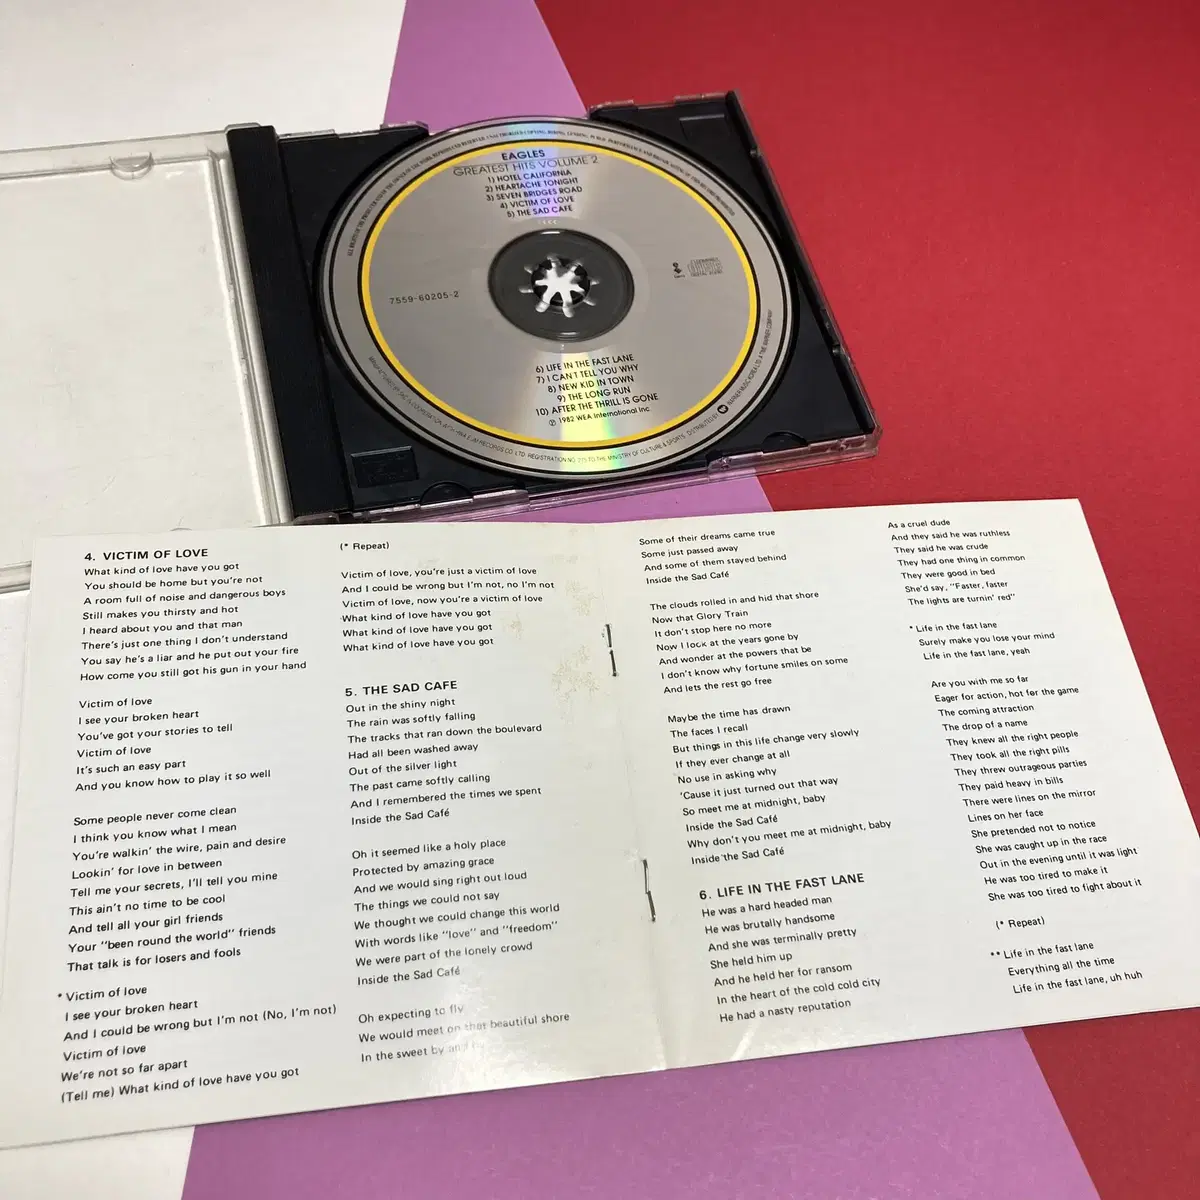 EAGLES
GREATEST HITS VOLUME 2
1) HOTEL CALIFORNIA
2) HEARTACHE TONIGHT
3) SEVEN BRIDGES ROAD
4) VICTIM OF LOVE
5) THE SAD CAFE
7559-60205-2
6) LIFE IN THE FAST LANE
7) I CAN'T TELL YOU WHY
8) NEW KID IN TOWN
9) THE LONG RUN
10) AFTER THE THRILL IS GONE
℗ 1982 WEA International Inc
4. VICTIM OF LOVE
What kind of love have you got
You should be home but you're not
A room full of noise and dangerous boys
Still makes you thirsty and hot
I heard about you and that man
There's just one thing I don't understand
You say he's a liar and he put out your fire
How come you still got his gun in your hand
Victim of love
I see your broken heart
You've got your stories to tell
Victim of love
It's such an easy part
And you know how to play it so well
Some people never come clean
I think you know what I mean
You're walkin' the wire, pain and desire
Lookin' for love in between
Tell me your secrets, I'll tell you mine
This ain't no time to be cool
And tell all your girl friends
Your "been round the world" friends
That talk is for losers and fools
* Victim of love
I see your broken heart
And I could be wrong but I'm not (No, I'm not)
Victim of love
We're not so far apart
(Tell me) What kind of love have you got
(* Repeat)
Victim of love, you're just a victim of love
And I could be wrong but I'm not, no I'm not
Victim of love, now you're a victim of love
What kind of love have you got
What kind of love have you got
What kind of love have you got
5. THE SAD CAFE
Out in the shiny night
The rain was softly falling
The tracks that ran down the boulevard
Had all been washed away
Out of the silver light
The past came softly calling
And I remembered the times we spent
Inside the Sad Café
Oh it seemed like a holy place
Protected by amazing grace
And we would sing right out loud
The things we could not say
We thought we could change this world
With words like "love" and "freedom"
We were part of the lonely crowd
Inside the Sad Café
Oh expecting to fly
We would meet on that beautiful shore
In the sweet by and
Some of their dreams came true
Some just passed away
And some of them stayed behind
Inside the Sad Café
The clouds rolled in and hid that shore
Now that Glory Train
It don't stop here no more
Now I look at the years gone by
And wonder at the powers that be
I don't know why fortune smiles on some
And lets the rest go free
Maybe the time has drawn
The faces I recall
But things in this life change very slowly
If they ever change at all
No use in asking why
'Cause it just turned out that way
So meet me at midnight, baby
Inside the Sad Café
Why don't you meet me at midnight, baby
Inside the Sad Café
6. LIFE IN THE FAST LANE
He was a hard headed man
He was brutally handsome
And she was terminally pretty
She held him up
And he held her for ransom
In the heart of the cold cold city
He had a nasty reputation
As a cruel dude
And they said he was ruthless
They said he was crude
They had one thing in common
They were good in bed
She'd say, "Faster, faster
The lights are turnin' red"
* Life in the fast lane
Surely make you lose your mind
Life in the fast lane, yeah
Are you with me so far
Eager for action, hot for the game
The coming attraction
The drop of a name
They knew all the right people
They took all the right pills
They threw outrageous parties
They paid heavy in bills
There were lines on the mirror
Lines on her face
She pretended not to notice
She was caught up in the race
Out in the evening until it was light
He was too tired to make it
She was too tired to fight about it
(* Repeat)
** Life in the fast lane
Everything all the time
Life in the fast lane, uh huh